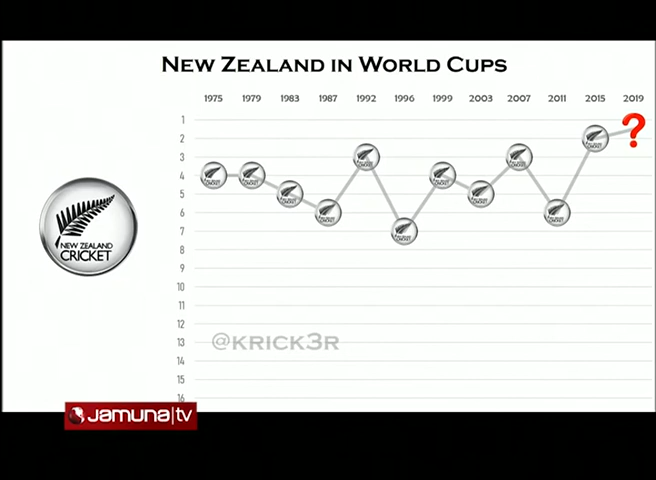 NEW ZEALAND IN WORLD CUPS
1975 1979 1983 1987 1992 1996 1999 2003 2007 2011 2015 2019
1
2
3
4
5
6
7
8
9
10
11
12
13
14
15
16
?
NEW ZEALAND
CRICKET
@KRICK3R
JAMUNA|tv